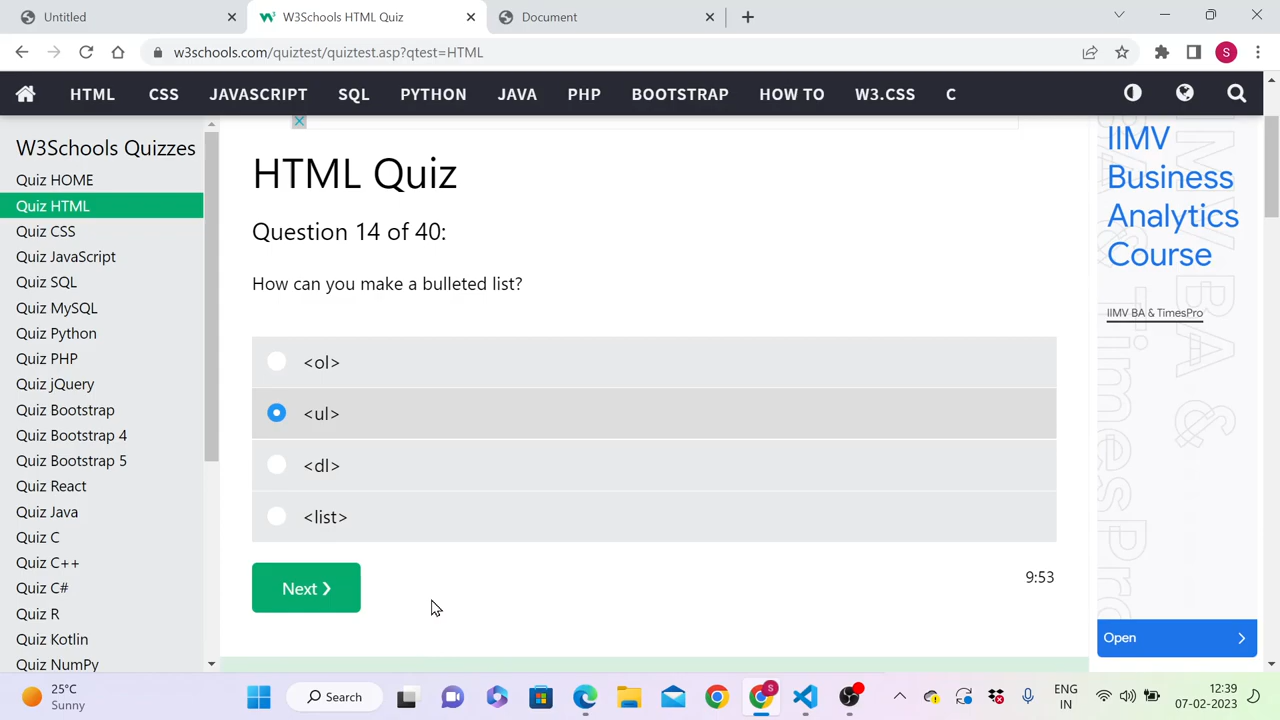 Untitled
W3Schools HTML Quiz
Document
w3schools.com/quiztest/quiztest.asp?qtest=HTML
S
HTML CSS JAVASCRIPT SQL PYTHON JAVA PHP BOOTSTRAP HOW TO W3.CSS C
W3Schools Quizzes
Quiz HOME
Quiz HTML
Quiz CSS
Quiz JavaScript
Quiz SQL
Quiz MySQL
Quiz Python
Quiz PHP
Quiz jQuery
Quiz Bootstrap
Quiz Bootstrap 4
Quiz Bootstrap 5
Quiz React
Quiz Java
Quiz C
Quiz C++
Quiz C#
Quiz R
Quiz Kotlin
Quiz NumPy
HTML Quiz
Question 14 of 40:
How can you make a bulleted list?
<ol>
<ul>
<dl>
<list>
Next ❯
9:53
IIMV
Business
Analytics
Course
IIMV BA & TimesPro
IIMV BA &
& TimesPro
Open
25°C
Sunny
Search
S
ENG
IN
12:39
07-02-2023